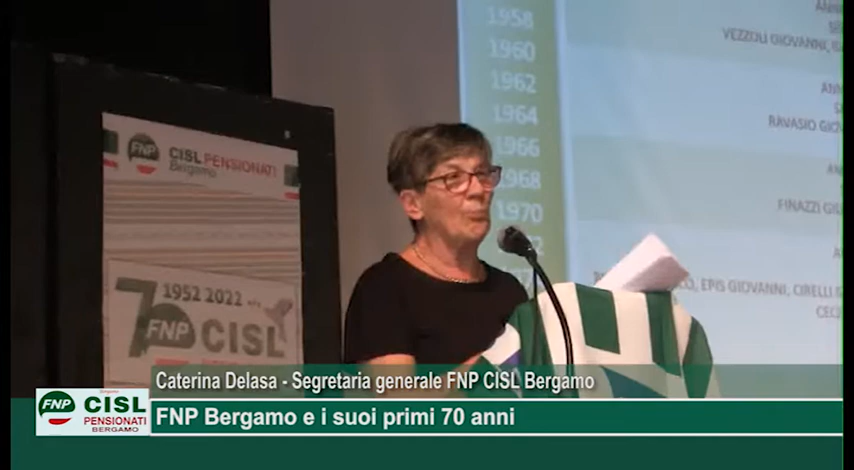 1958
1960
1962
1964
1966
1968
1970
VEZZOLI GIOVANNI,
RAVASIO
FINAZZI
EPIS GIOVANNI, CIRELLI
FNP CISL PENSIONATI
Bergamo
1952 2022
70
FNP CISL
Caterina Delasa - Segretaria generale FNP CISL Bergamo
FNP Bergamo e i suoi primi 70 anni
FNP CISL
PENSIONATI
BERGAMO